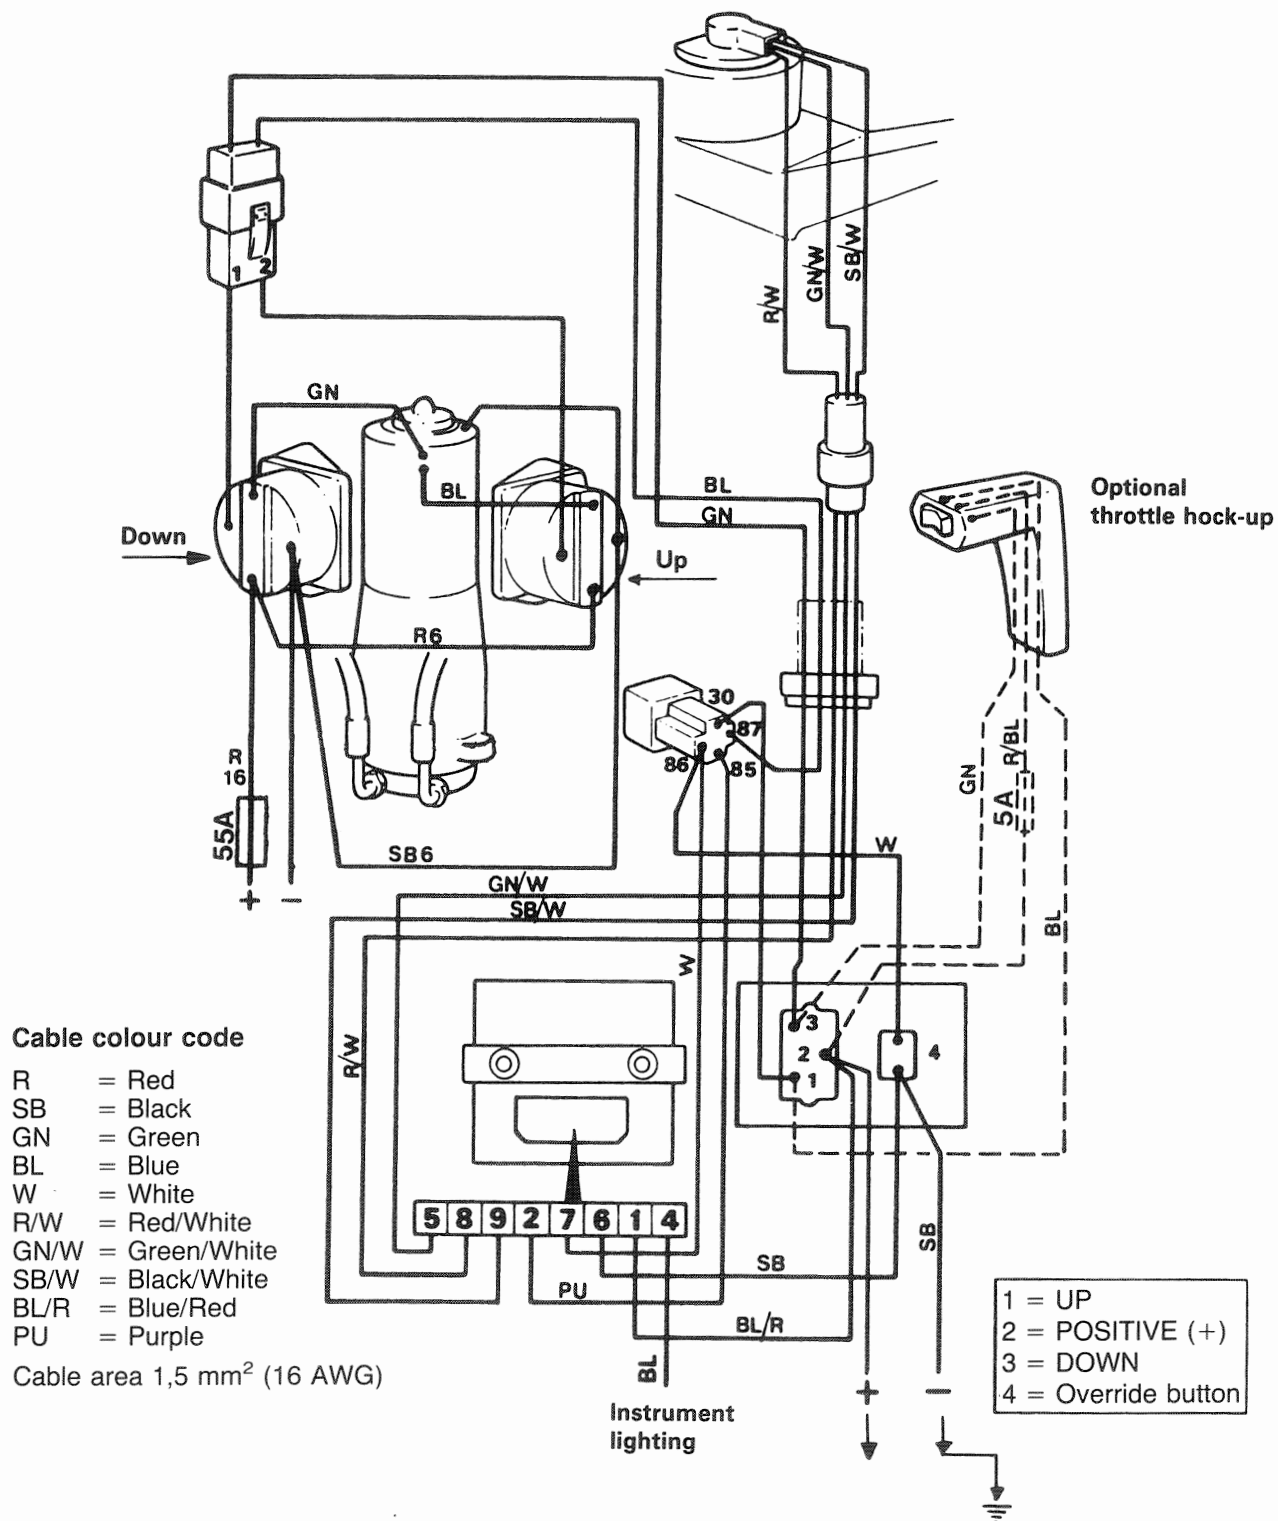 R/W
GN/W
SB/W
1 2
GN
BL
BL
GN
Optional
throttle hock-up
Down
Up
R6
30
87
86
85
R
16
55A
SB6
+ −
GN
R/BL
5A
BL
W
GN/W
SB/W
W
R/W
3
2
1
4
Cable colour code
R = Red
SB = Black
GN = Green
BL = Blue
W = White
R/W = Red/White
GN/W = Green/White
SB/W = Black/White
BL/R = Blue/Red
PU = Purple
Cable area 1,5 mm² (16 AWG)
5 8 9 2 7 6 1 4
SB
SB
PU
BL/R
BL
Instrument
lighting
+ −
1 = UP
2 = POSITIVE (+)
3 = DOWN
4 = Override button